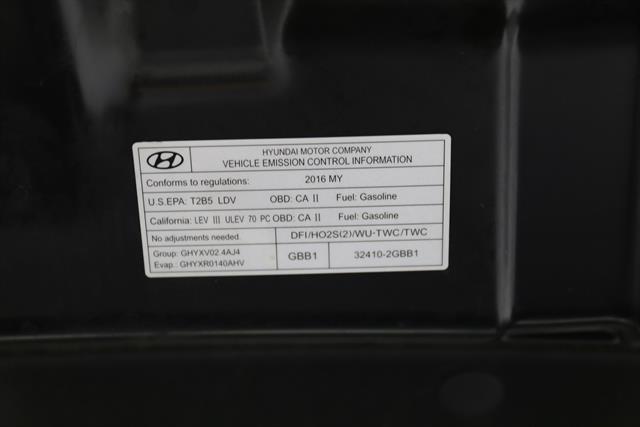 HYUNDAI MOTOR COMPANY
VEHICLE EMISSION CONTROL INFORMATION
Conforms to regulations: 2016 MY
U.S.EPA: T2B5 LDV OBD: CA II Fuel: Gasoline
California: LEV III ULEV 70 PC OBD: CA II Fuel: Gasoline
No adjustments needed. DFI/HO2S(2)/WU-TWC/TWC
Group: GHYXV02.4AJ4
Evap.: GHYXR0140AHV
GBB1 32410-2GBB1